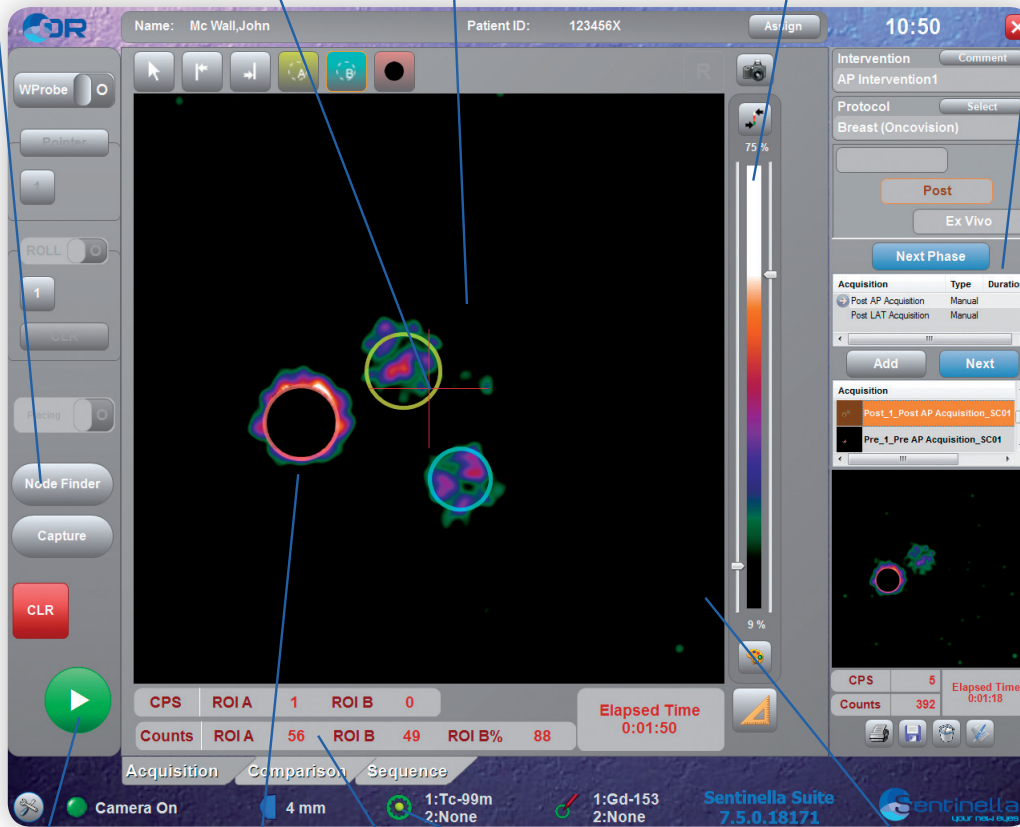 OR
Name: Mc Wall,John Patient ID: 123456X Assign 10:50
R
Intervention Comment
AP Intervention1
Protocol Select
Breast (Oncovision)
Post
Ex Vivo
Next Phase
Acquisition Type Duration
Post AP Acquisition Manual
Post LAT Acquisition Manual
Add Next
Acquisition
Post_1_Post AP Acquisition_SC01
Pre_1_Pre AP Acquisition_SC01
CPS 5
Counts 392
Elapsed Time
0:01:18
WProbe O
Pointer
1
ROLL O
1
CLR
O
Node Finder
Capture
CLR
A
B
75 %
9 %
CPS ROI A 1 ROI B 0
Counts ROI A 56 ROI B 49 ROI B% 88
Elapsed Time
0:01:50
Acquisition Comparison Sequence
Camera On
4 mm
1:Tc-99m
2:None
1:Gd-153
2:None
Sentinella Suite
7.5.0.18171
Sentinella
your new eyes